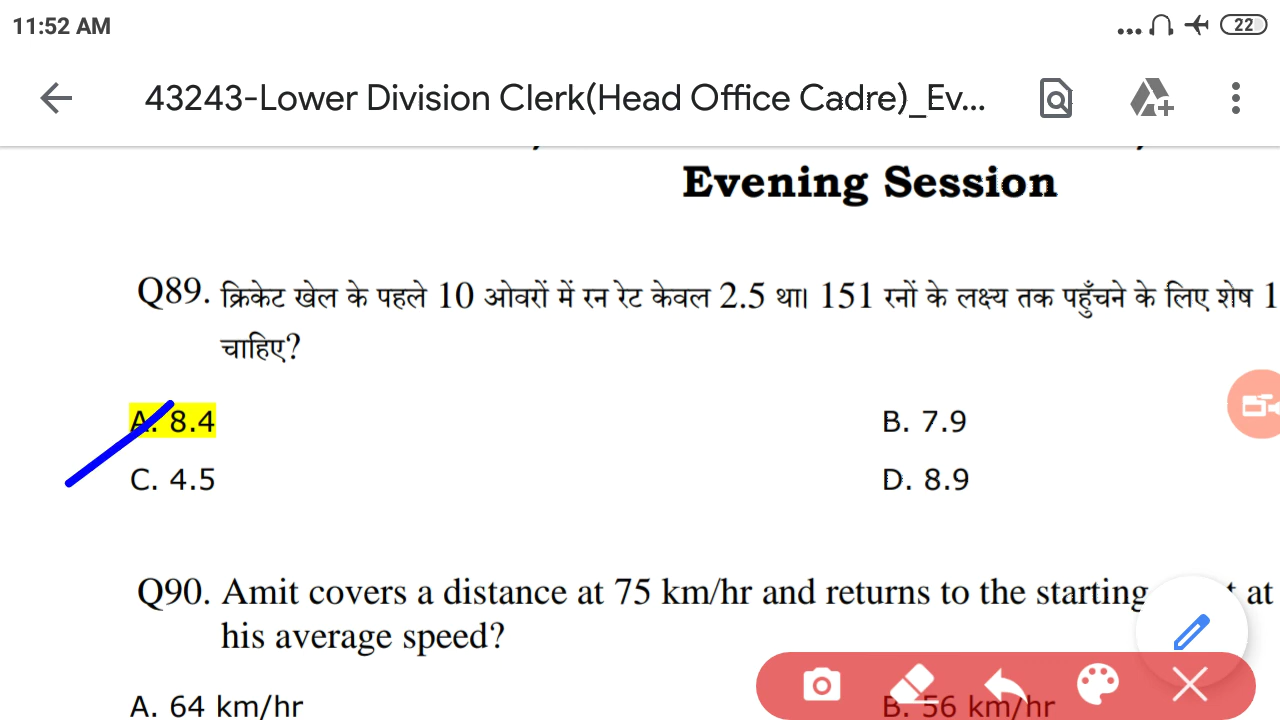 11:52 AM
22
43243-Lower Division Clerk(Head Office Cadre)_Ev...
Evening Session
Q89. क्रिकेट खेल के पहले 10 ओवरों में रन रेट केवल 2.5 था। 151 रनों के लक्ष्य तक पहुँचने के लिए शेष 1
चाहिए?
A. 8.4 B. 7.9
C. 4.5 D. 8.9
Q90. Amit covers a distance at 75 km/hr and returns to the starting at
his average speed?
A. 64 km/hr B. 56 km/hr